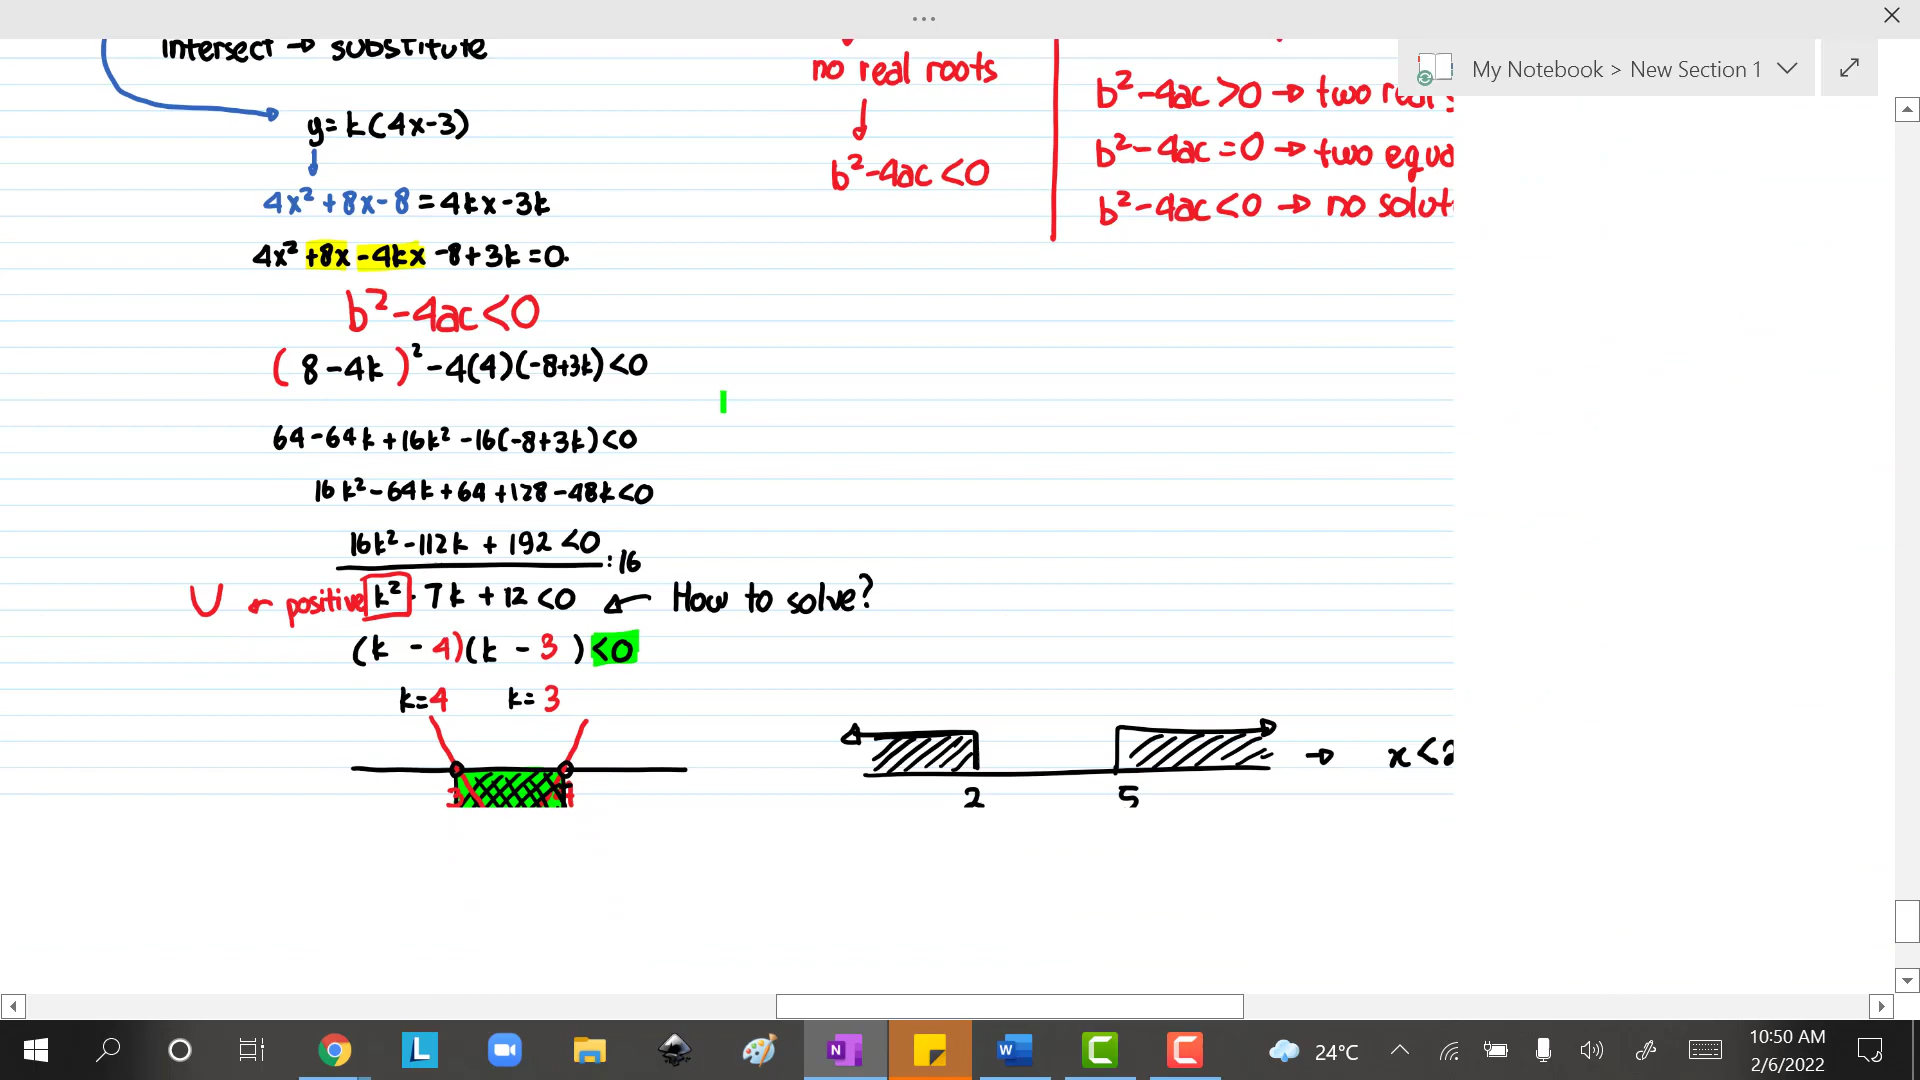 My Notebook > New Section 1
Intersect → substitute
y=k(4x-3)
4x²+8x-8=4kx-3k
4x²+8x-4kx-8+3k=0
b²-4ac<0
(8-4k)²-4(4)(-8+3k)<0
64-64k+16k²-16(-8+3k)<0
16k²-64k+64+128-48k<0
16k²-112k+192<0
:16
U ← positive k²-7k+12<0 ← How to solve?
(k-4)(k-3)<0
k=4 k=3
3 4
no real roots
b²-4ac<0
b²-4ac>0→two real
b²-4ac=0→two equa
b²-4ac<0→no solut
2 5 → x<2
24°C
10:50 AM
2/6/2022